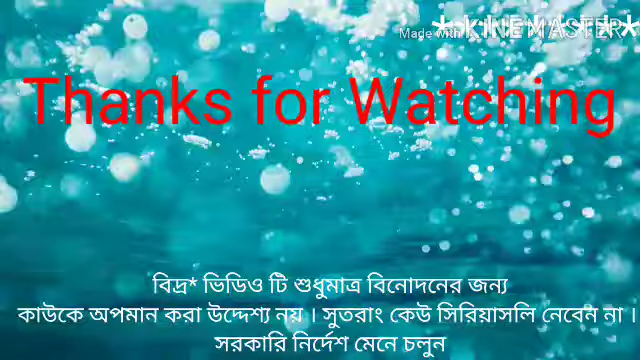 Made with KINEMASTER
Thanks for Watching
বিদ্র* ভিডিও টি শুধুমাত্র বিনোদনের জন্য
কাউকে অপমান করা উদ্দেশ্য নয় । সুতরাং কেউ সিরিয়াসলি নেবেন না ।
সরকারি নির্দেশ মেনে চলুন